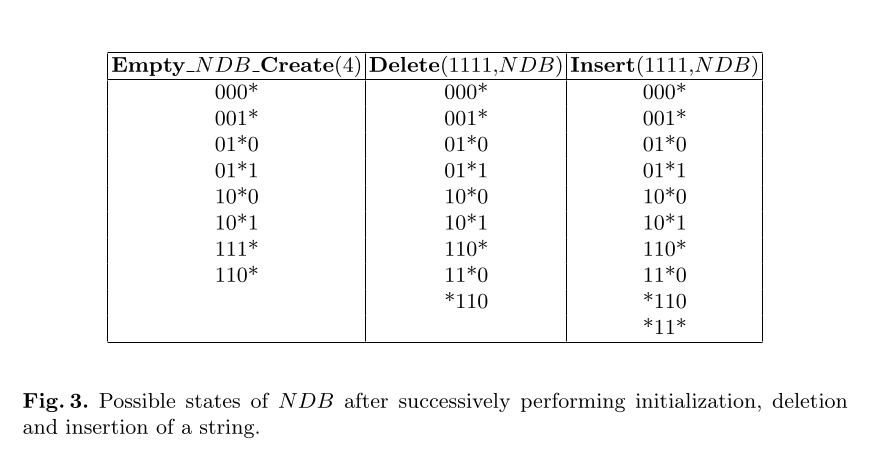 Empty_NDB_Create(4) Delete(1111,NDB) Insert(1111,NDB)
000* 000* 000*
001* 001* 001*
01*0 01*0 01*0
01*1 01*1 01*1
10*0 10*0 10*0
10*1 10*1 10*1
111* 110* 110*
110* 11*0 11*0
*110 *110
*11*
Fig. 3. Possible states of NDB after successively performing initialization, deletion
and insertion of a string.